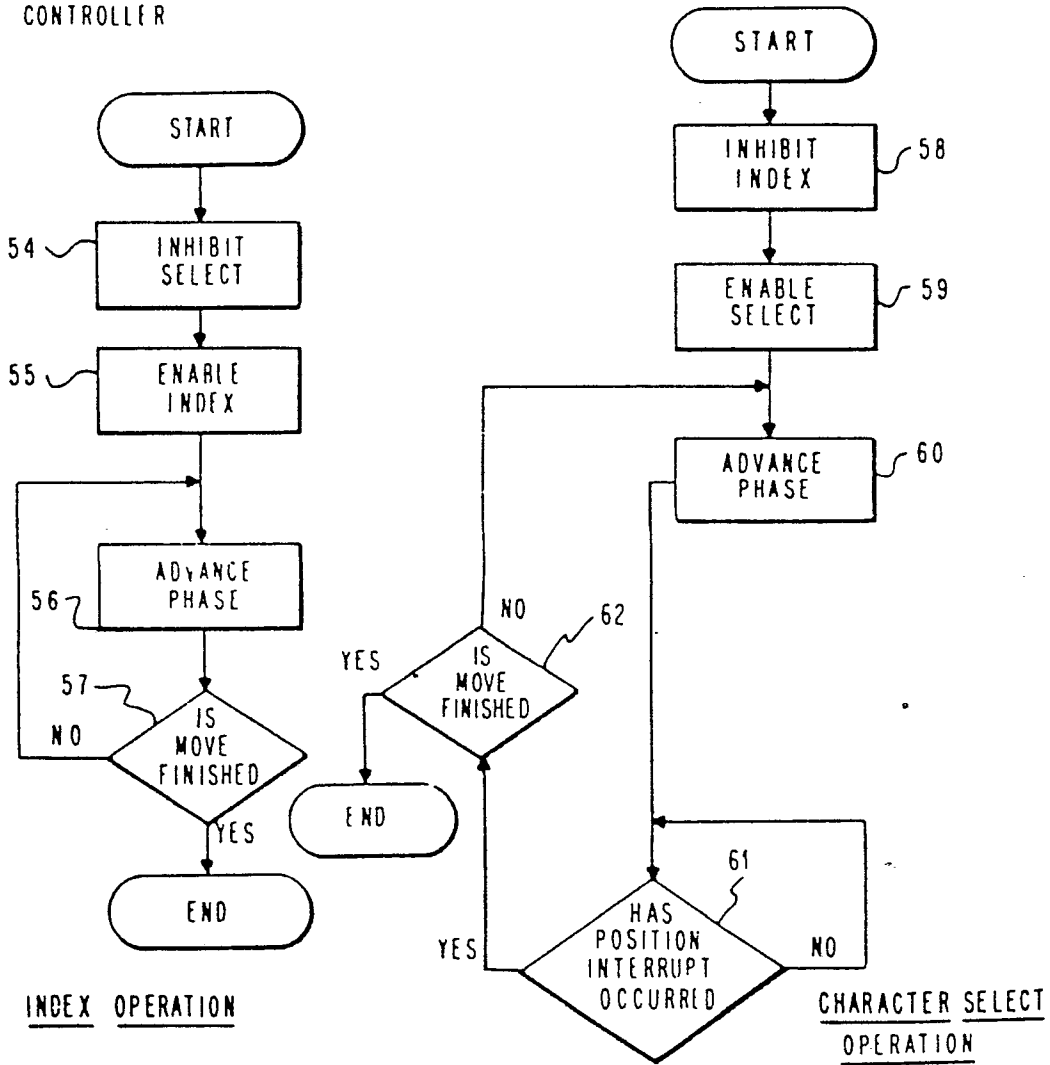 CONTROLLER
START
54
INHIBIT
SELECT
55
ENABLE
INDEX
ADVANCE
PHASE
56
57
IS
MOVE
FINISHED
NO
YES
END
INDEX OPERATION
START
INHIBIT
INDEX
58
ENABLE
SELECT
59
ADVANCE
PHASE
60
NO
62
YES
IS
MOVE
FINISHED
END
61
HAS
POSITION
INTERRUPT
OCCURRED
YES
NO
CHARACTER SELECT
OPERATION